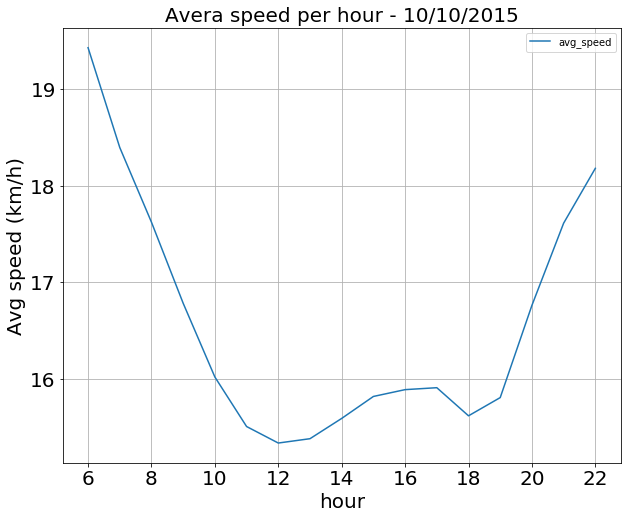 Avera speed per hour - 10/10/2015
avg_speed
19
18
17
16
Avg speed (km/h)
6 8 10 12 14 16 18 20 22
hour